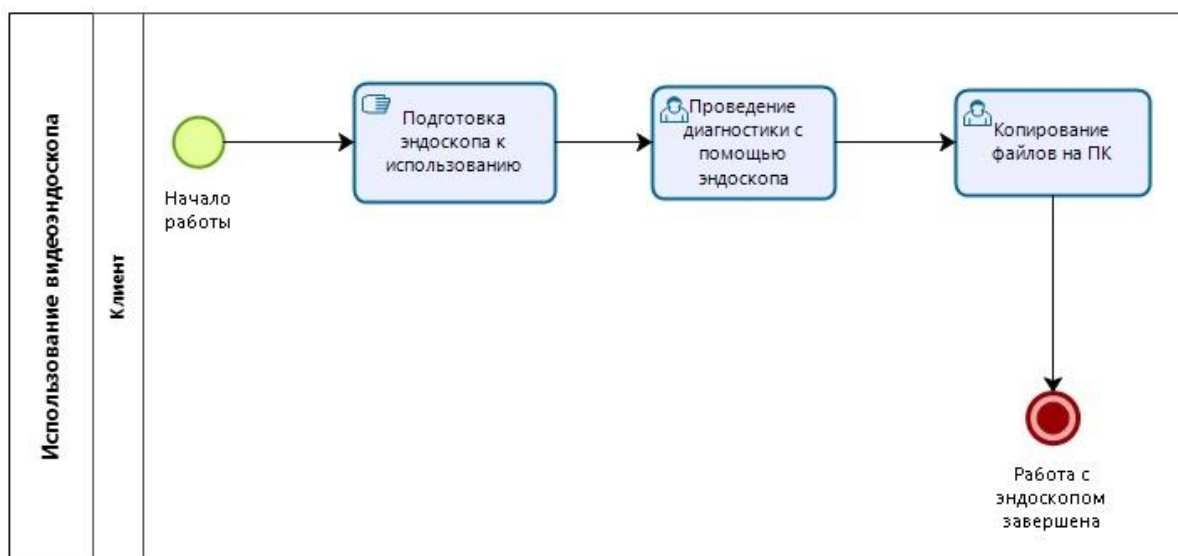 Использование видеоэндоскопа
Клиент
Начало
работы
Подготовка
эндоскопа к
использованию
Проведение
диагностики с
помощью
эндоскопа
Копирование
файлов на ПК
Работа с
эндоскопом
завершена